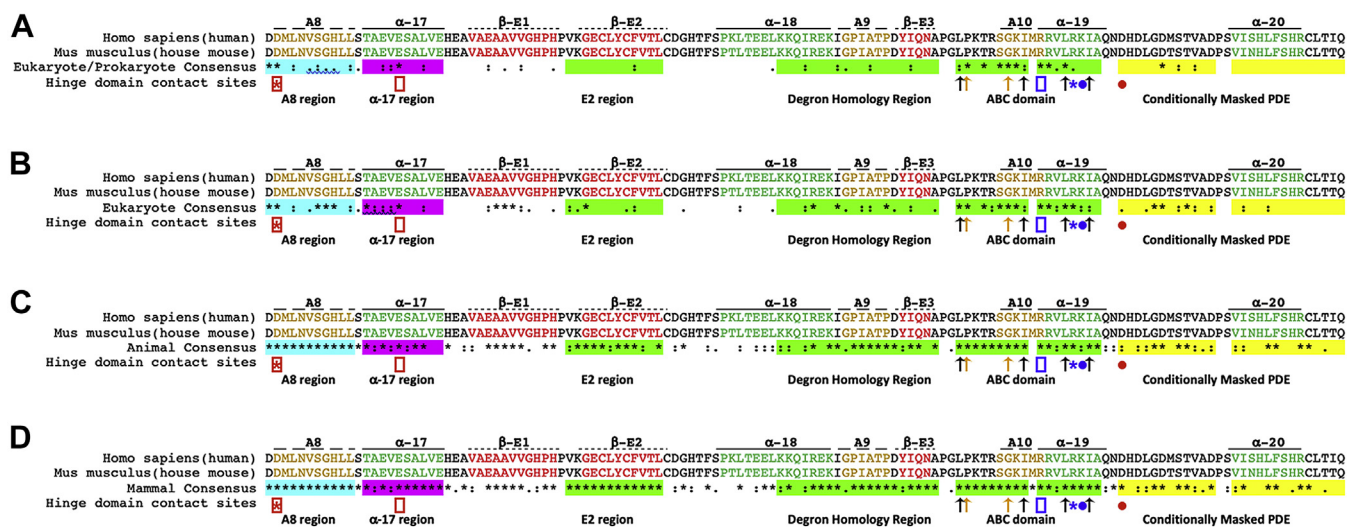 A
A8 α-17 β-E1 β-E2 α-18 A9 β-E3 A10 α-19 α-20
Homo sapiens(human) DDMLNVSGHLLSTAEVESALVEHEAVAEAAVVGHPHPVKGECLYCFVTLCDGHTFSPKLTEELKKQIREKIGPIATPDYIQNAPGLPKTRSGKIMRRVLRKIAQNDHDLGDMSTVADPSVISHLFSHRCLTIQ
Mus musculus(house mouse) DDMLNVSGHLLSTAEVESALVEHEAVAEAAVVGHPHPVKGECLYCFVTLCDGHTFSPTLTEELKKQIREKIGPIATPDYIQNAPGLPKTRSGKIMRRVLRKIAQNDHDLGDTSTVADPSVINHLFSHRCLTTQ
Eukaryote/Prokaryote Consensus
Hinge domain contact sites
A8 region α-17 region E2 region Degron Homology Region ABC domain Conditionally Masked PDE
B
A8 α-17 β-E1 β-E2 α-18 A9 β-E3 A10 α-19 α-20
Homo sapiens(human) DDMLNVSGHLLSTAEVESALVEHEAVAEAAVVGHPHPVKGECLYCFVTLCDGHTFSPKLTEELKKQIREKIGPIATPDYIQNAPGLPKTRSGKIMRRVLRKIAQNDHDLGDMSTVADPSVISHLFSHRCLTIQ
Mus musculus(house mouse) DDMLNVSGHLLSTAEVESALVEHEAVAEAAVVGHPHPVKGECLYCFVTLCDGHTFSPTLTEELKKQIREKIGPIATPDYIQNAPGLPKTRSGKIMRRVLRKIAQNDHDLGDTSTVADPSVINHLFSHRCLTTQ
Eukaryote Consensus
Hinge domain contact sites
A8 region α-17 region E2 region Degron Homology Region ABC domain Conditionally Masked PDE
C
A8 α-17 β-E1 β-E2 α-18 A9 β-E3 A10 α-19 α-20
Homo sapiens(human) DDMLNVSGHLLSTAEVESALVEHEAVAEAAVVGHPHPVKGECLYCFVTLCDGHTFSPKLTEELKKQIREKIGPIATPDYIQNAPGLPKTRSGKIMRRVLRKIAQNDHDLGDMSTVADPSVISHLFSHRCLTIQ
Mus musculus(house mouse) DDMLNVSGHLLSTAEVESALVEHEAVAEAAVVGHPHPVKGECLYCFVTLCDGHTFSPTLTEELKKQIREKIGPIATPDYIQNAPGLPKTRSGKIMRRVLRKIAQNDHDLGDTSTVADPSVINHLFSHRCLTTQ
Animal Consensus
Hinge domain contact sites
A8 region α-17 region E2 region Degron Homology Region ABC domain Conditionally Masked PDE
D
A8 α-17 β-E1 β-E2 α-18 A9 β-E3 A10 α-19 α-20
Homo sapiens(human) DDMLNVSGHLLSTAEVESALVEHEAVAEAAVVGHPHPVKGECLYCFVTLCDGHTFSPKLTEELKKQIREKIGPIATPDYIQNAPGLPKTRSGKIMRRVLRKIAQNDHDLGDMSTVADPSVISHLFSHRCLTIQ
Mus musculus(house mouse) DDMLNVSGHLLSTAEVESALVEHEAVAEAAVVGHPHPVKGECLYCFVTLCDGHTFSPTLTEELKKQIREKIGPIATPDYIQNAPGLPKTRSGKIMRRVLRKIAQNDHDLGDTSTVADPSVINHLFSHRCLTTQ
Mammal Consensus
Hinge domain contact sites
A8 region α-17 region E2 region Degron Homology Region ABC domain Conditionally Masked PDE